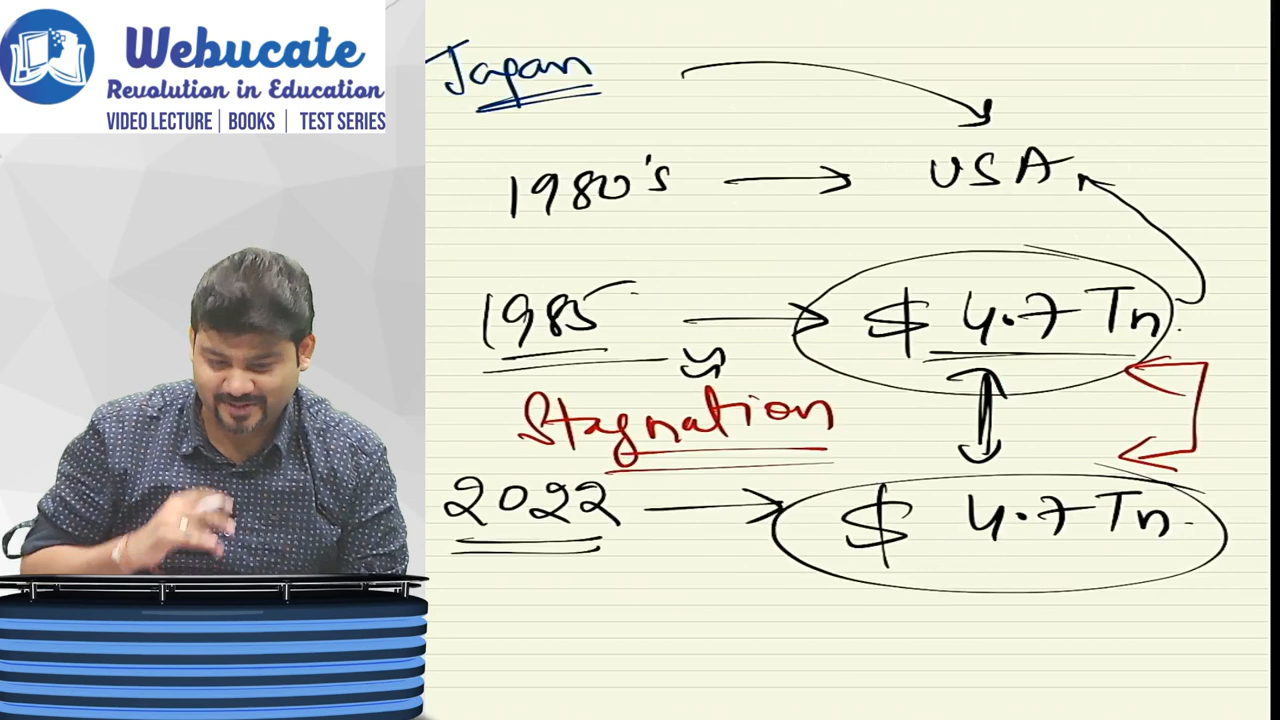 Webucate
Revolution in Education
VIDEO LECTURE | BOOKS | TEST SERIES
Japan
1980's → USA
1985 → $ 4.7 Tn.
Stagnation
2022 → $ 4.7 Tn.